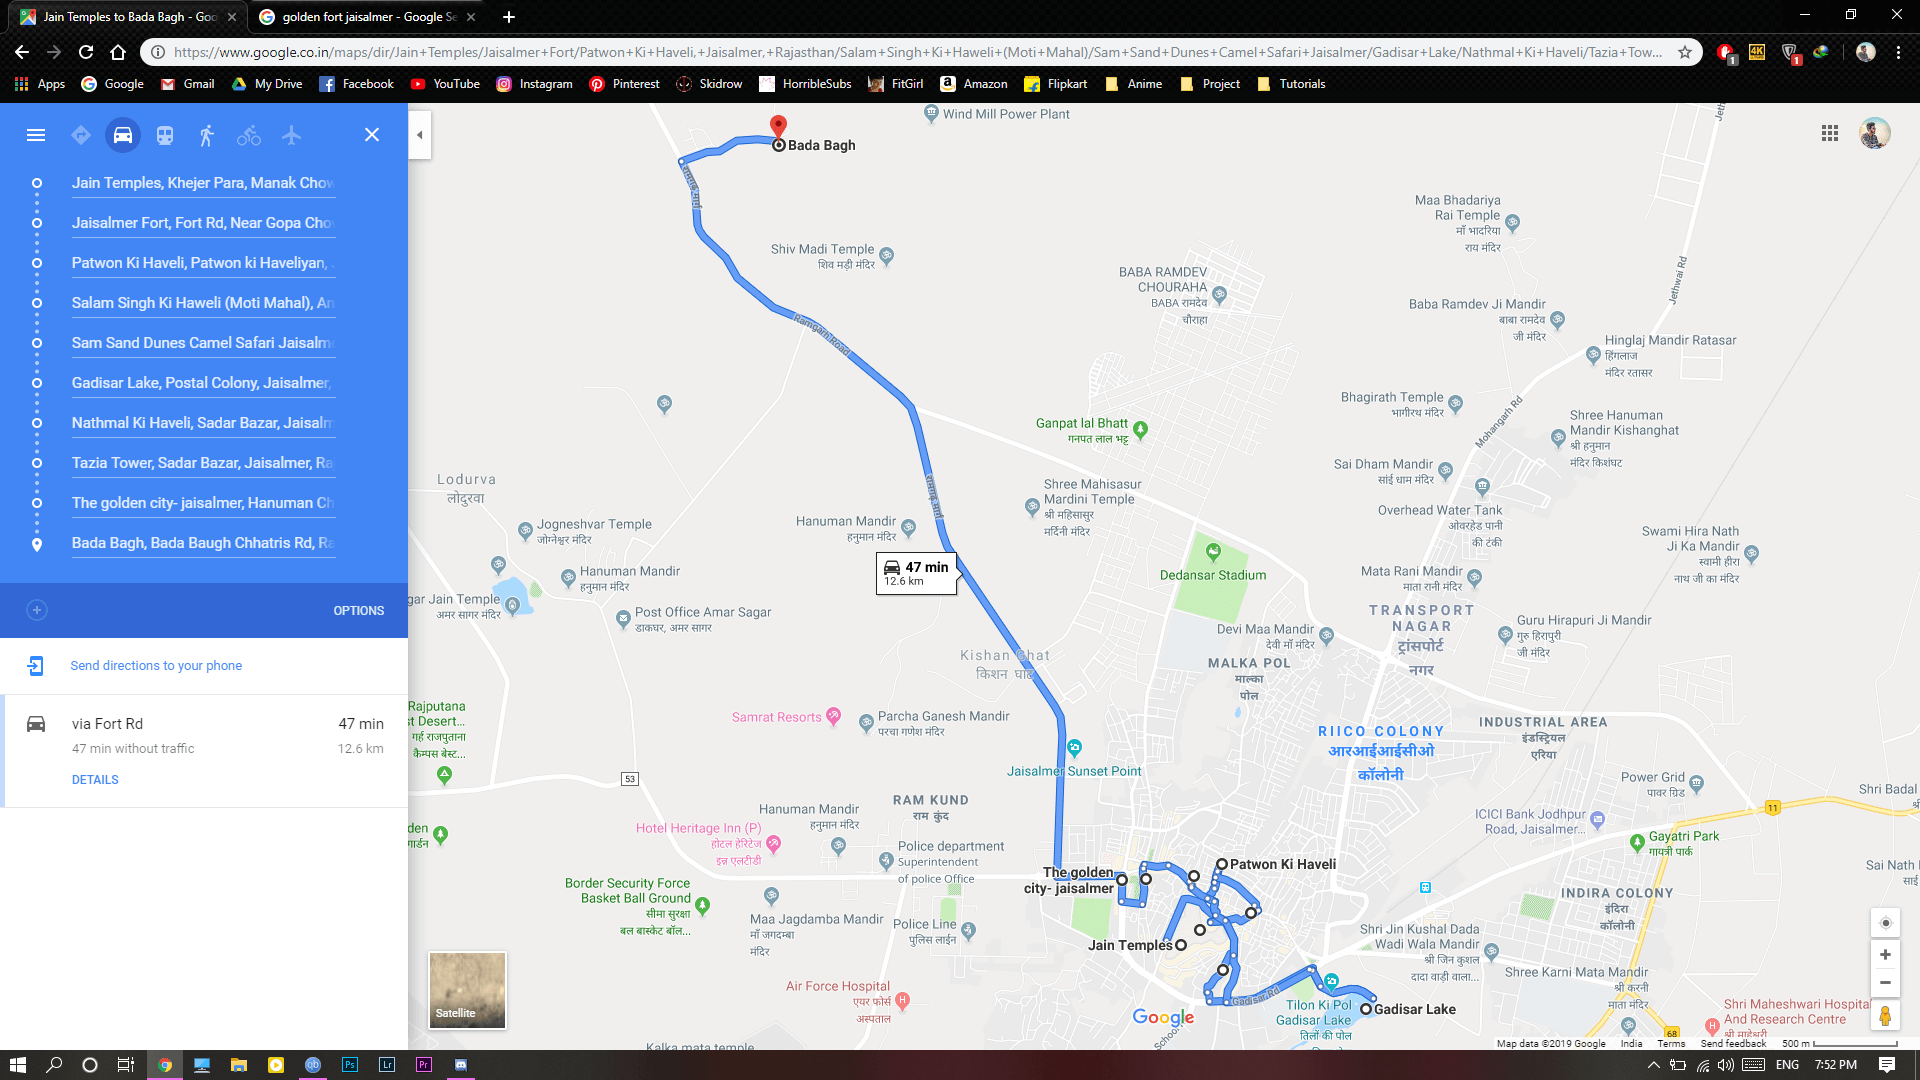 Jain Temples to Bada Bagh - Goo
golden fort jaisalmer - Google Se
https://www.google.co.in/maps/dir/Jain+Temples/Jaisalmer+Fort/Patwon+Ki+Haveli,+Jaisalmer,+Rajasthan/Salam+Singh+Ki+Haweli+(Moti+Mahal)/Sam+Sand+Dunes+Camel+Safari+Jaisalmer/Gadisar+Lake/Nathmal+Ki+Haveli/Tazia+Tow...
1
4K
1
Apps Google Gmail My Drive Facebook YouTube Instagram Pinterest Skidrow HorribleSubs FitGirl Amazon Flipkart Anime Project Tutorials
Jain Temples, Khejer Para, Manak Chow
Jaisalmer Fort, Fort Rd, Near Gopa Cho
Patwon Ki Haveli, Patwon ki Haveliyan,
Salam Singh Ki Haweli (Moti Mahal), Am
Sam Sand Dunes Camel Safari Jaisalme
Gadisar Lake, Postal Colony, Jaisalmer,
Nathmal Ki Haveli, Sadar Bazar, Jaisalm
Tazia Tower, Sadar Bazar, Jaisalmer, Ra
The golden city- jaisalmer, Hanuman Ch
Bada Bagh, Bada Baugh Chhatris Rd, Ra
OPTIONS
Send directions to your phone
via Fort Rd
47 min
47 min without traffic
12.6 km
DETAILS
Bada Bagh
Wind Mill Power Plant
Shiv Madi Temple
शिव मड़ी मंदिर
Ramgarh Road
BABA RAMDEV
CHOURAHA
BABA रामदेव
चौराहा
Maa Bhadariya
Rai Temple
माँ भादरिया
राय मंदिर
Jethwai Rd
Baba Ramdev Ji Mandir
बाबा रामदेव
जी मंदिर
Hinglaj Mandir Ratasar
हिंगलाज
मंदिर रतासर
Bhagirath Temple
भागीरथ मंदिर
Mohangarh Rd
Shree Hanuman
Mandir Kishanghat
श्री हनुमान
मंदिर किशंघट
Ganpat lal Bhatt
गनपत लाल भट्ट
Sai Dham Mandir
सांई धाम मंदिर
Lodurva
लोदुरवा
Shree Mahisasur
Mardini Temple
श्री महिसासुर
मर्दिनी मंदिर
Overhead Water Tank
ओवरहेड पानी
की टंकी
Jogneshvar Temple
जोग्नेश्वर मंदिर
Hanuman Mandir
हनुमान मंदिर
Swami Hira Nath
Ji Ka Mandir
स्वामी हीरा
नाथ जी का मंदिर
47 min
12.6 km
Dedansar Stadium
Mata Rani Mandir
माता रानी मंदिर
Hanuman Mandir
हनुमान मंदिर
gar Jain Temple
अमर सागर मंदिर
Post Office Amar Sagar
डाकघर, अमर सागर
TRANSPORT
NAGAR
ट्रांसपोर्ट
नगर
Guru Hirapuri Ji Mandir
गुरु हिरापुरी
जी मंदिर
Devi Maa Mandir
देवी माँ मंदिर
Kishan Ghat
किशन घाट
MALKA POL
माल्का
पोल
Rajputana
st Desert...
गर्ह राजपुताना
कैम्पस बेस्ट...
Samrat Resorts
Parcha Ganesh Mandir
परचा गणेश मंदिर
RIICO COLONY
आरआईआईसीओ
कॉलोनी
INDUSTRIAL AREA
इंडस्ट्रियल
एरिया
Jaisalmer Sunset Point
53
Power Grid
पावर ग्रिड
Shri Badal
RAM KUND
राम कुंद
Hanuman Mandir
हनुमान मंदिर
11
Hotel Heritage Inn (P)
होटल हेरिटेज
इन्न एलटीडी
den
गार्डन
ICICI Bank Jodhpur
Road, Jaisalmer...
Gayatri Park
गायत्री पार्क
Police department
Superintendent
of police Office
Patwon Ki Haveli
Sai Nath
The golden
city- jaisalmer
Border Security Force
Basket Ball Ground
सीमा सुरक्षा
बल बास्केट बॉल...
INDIRA COLONY
इंदिरा
कॉलोनी
Maa Jagdamba Mandir
माँ जगदम्बा
मंदिर
Police Line
पुलिस लाईन
Jain Temples
Shri Jin Kushal Dada
Wadi Wala Mandir
श्री जिन कुशल
दादा वाड़ी वाला...
Shree Karni Mata Mandir
श्री करनी
माता मंदिर
Air Force Hospital
एयर फोर्स
अस्पताल
Gadisar Rd
Tilon Ki Pol
Gadisar Lake
तिलों की पोल
Gadisar Lake
Shri Maheshwari Hospital
And Research Centre
श्री माहेश्वरी
68
Satellite
Google
School
Kalka mata temple
Map data ©2019 Google India Terms Send feedback 500 m
qb Ps Lr Pr
ENG 7:52 PM